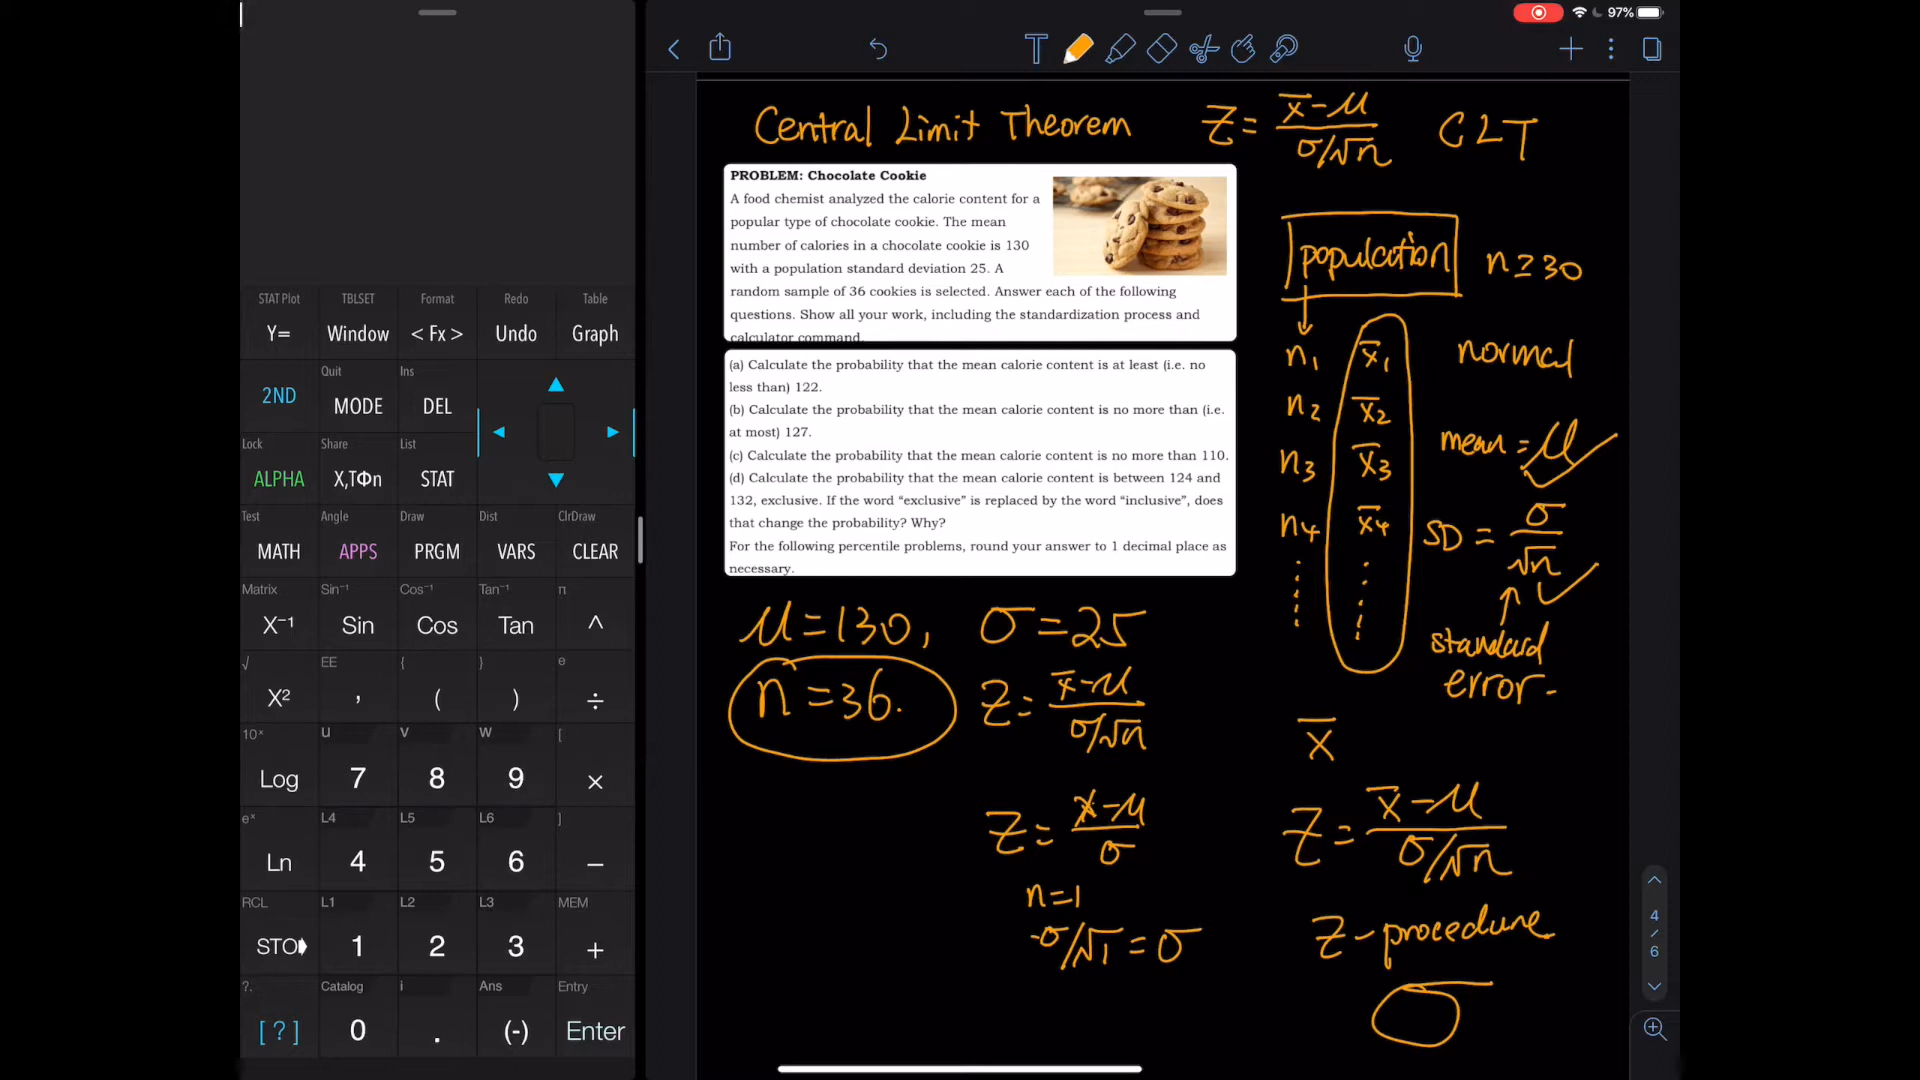 97%
T
Central Limit Theorem Z = x̄-μ / σ/√n CLT
PROBLEM: Chocolate Cookie
A food chemist analyzed the calorie content for a
popular type of chocolate cookie. The mean
number of calories in a chocolate cookie is 130
with a population standard deviation 25. A
random sample of 36 cookies is selected. Answer each of the following
questions. Show all your work, including the standardization process and
calculator command.
(a) Calculate the probability that the mean calorie content is at least (i.e. no
less than) 122.
(b) Calculate the probability that the mean calorie content is no more than (i.e.
at most) 127.
(c) Calculate the probability that the mean calorie content is no more than 110.
(d) Calculate the probability that the mean calorie content is between 124 and
132, exclusive. If the word “exclusive” is replaced by the word “inclusive”, does
that change the probability? Why?
For the following percentile problems, round your answer to 1 decimal place as
necessary.
μ=130, σ=25
n=36.
Z= x̄-μ / σ/√n
Z= x-μ / σ
n=1
σ/√1 = σ
population n≥30
n1 x̄1 normal
n2 x̄2
mean = μ
n3 x̄3
n4 x̄4 SD = σ / √n
standard
error
x̄
Z= x̄-μ / σ/√n
Z-procedure
σ
4
/
6
STAT Plot TBLSET Format Redo Table
Y= Window < Fx > Undo Graph
Quit Ins
2ND MODE DEL
Lock Share List
ALPHA X,TΦn STAT
Test Angle Draw Dist ClrDraw
MATH APPS PRGM VARS CLEAR
Matrix Sin⁻¹ Cos⁻¹ Tan⁻¹ π
X⁻¹ Sin Cos Tan ^
√ EE { } e
X² , ( ) ÷
10ˣ U V W [
Log 7 8 9 ×
eˣ L4 L5 L6 ]
Ln 4 5 6 −
RCL L1 L2 L3 MEM
STO 1 2 3 +
?. Catalog i Ans Entry
[ ? ] 0 . (-) Enter